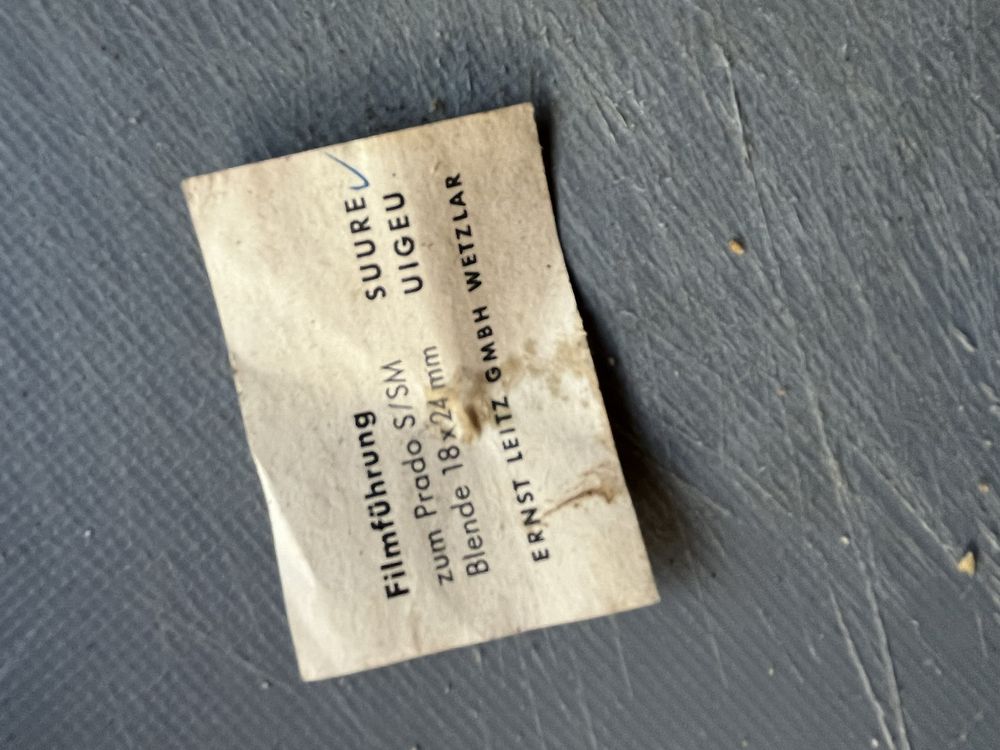 Filmführung SUURE
zum Prado S/SM UIGEU
Blende 18x24 mm
ERNST LEITZ GMBH WETZLAR